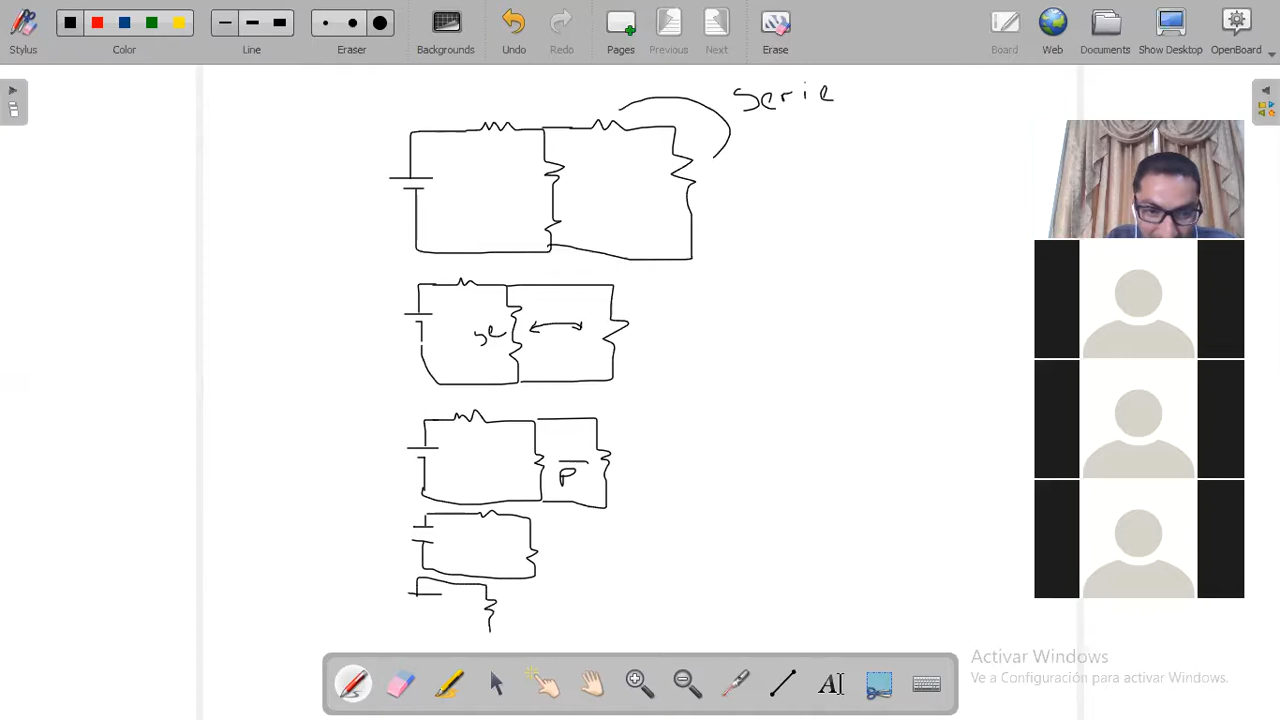 Stylus
Color
Line
Eraser
Backgrounds
Undo
Redo
Pages
Previous
Next
Erase
Board
Web
Documents
Show Desktop
OpenBoard
serie
se
P
Activar Windows
Ve a Configuración para activar Windows.
AI